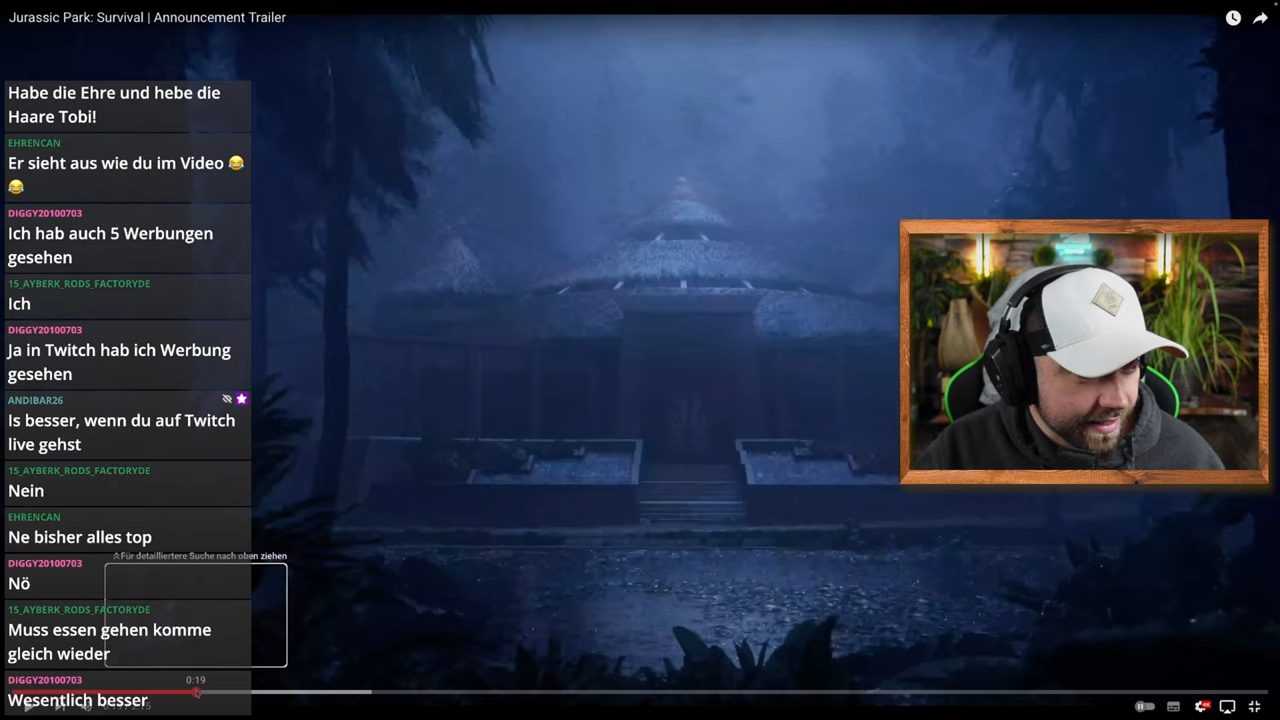 Jurassic Park: Survival | Announcement Trailer
Habe die Ehre und hebe die
Haare Tobi!
EHRENCAN
Er sieht aus wie du im Video 😂
😂
DIGGY20100703
Ich hab auch 5 Werbungen
gesehen
15_AYBERK_RODS_FACTORYDE
Ich
DIGGY20100703
Ja in Twitch hab ich Werbung
gesehen
ANDIBAR26
Is besser, wenn du auf Twitch
live gehst
15_AYBERK_RODS_FACTORYDE
Nein
EHRENCAN
Ne bisher alles top
Für detailliertere Suche nach oben ziehen
DIGGY20100703
Nö
15_AYBERK_RODS_FACTORYDE
Muss essen gehen komme
gleich wieder
DIGGY20100703
0:19
Wesentlich besser
4K